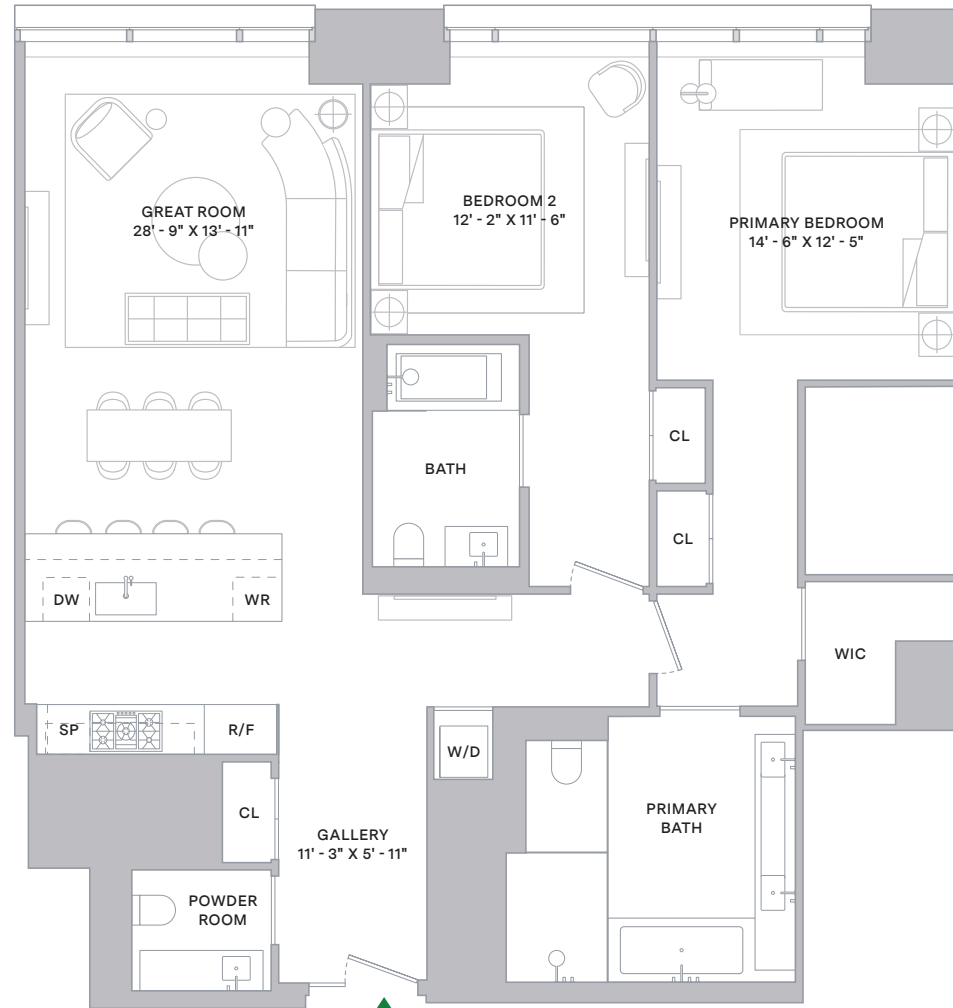 GREAT ROOM
28' - 9" X 13' - 11"
BEDROOM 2
12' - 2" X 11' - 6"
PRIMARY BEDROOM
14' - 6" X 12' - 5"
CL
BATH
CL
DW
WR
WIC
SP
R/F
W/D
CL
GALLERY
11' - 3" X 5' - 11"
PRIMARY
BATH
POWDER
ROOM